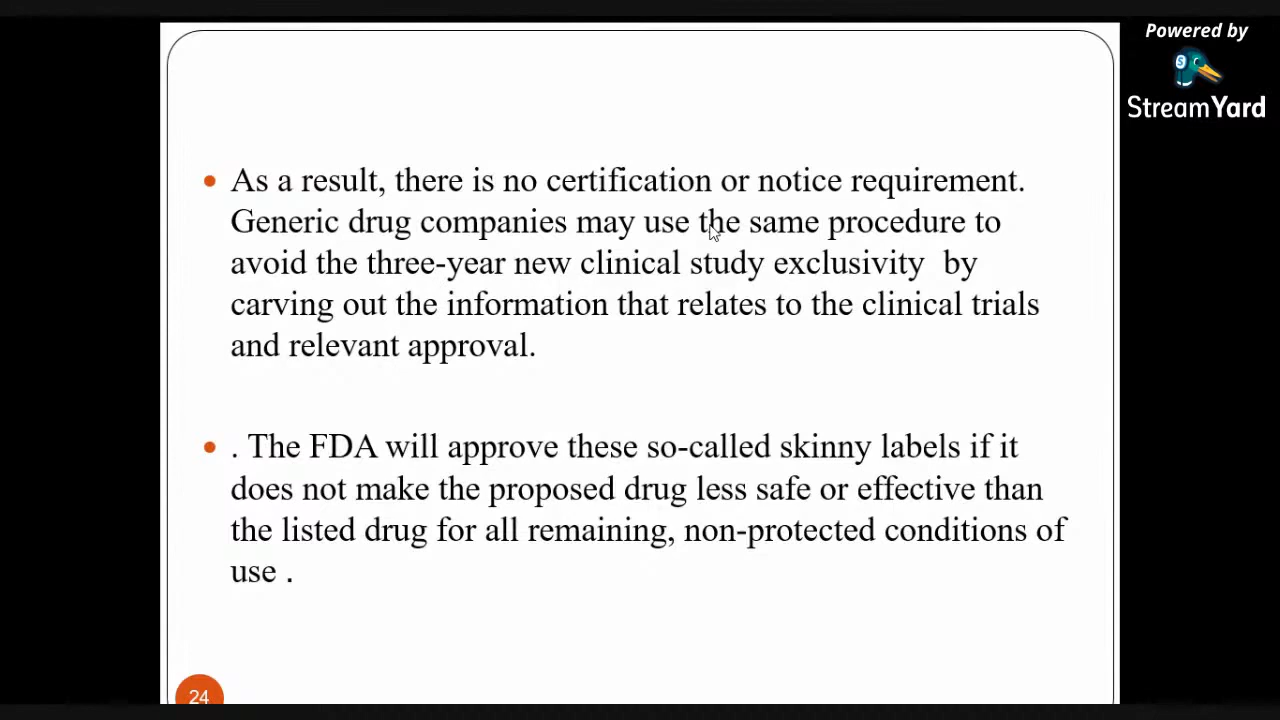 Powered by
S
StreamYard
• As a result, there is no certification or notice requirement.
Generic drug companies may use the same procedure to
avoid the three-year new clinical study exclusivity by
carving out the information that relates to the clinical trials
and relevant approval.
• . The FDA will approve these so-called skinny labels if it
does not make the proposed drug less safe or effective than
the listed drug for all remaining, non-protected conditions of
use .
24